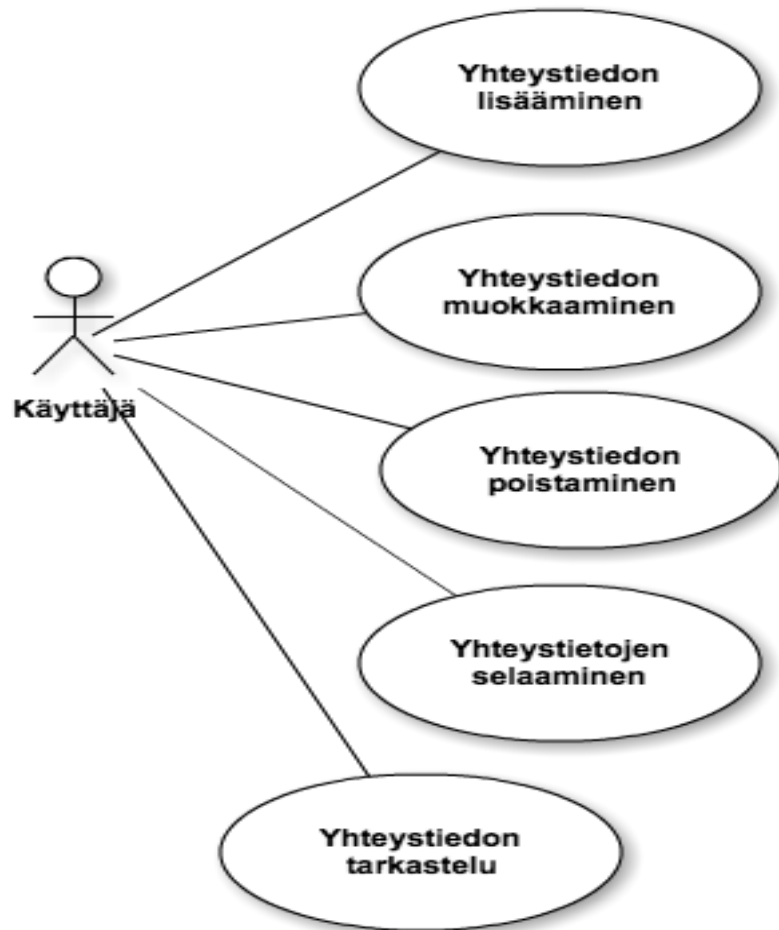 Yhteystiedon
lisääminen
Yhteystiedon
muokkaaminen
Käyttäjä
Yhteystiedon
poistaminen
Yhteystietojen
selaaminen
Yhteystiedon
tarkastelu